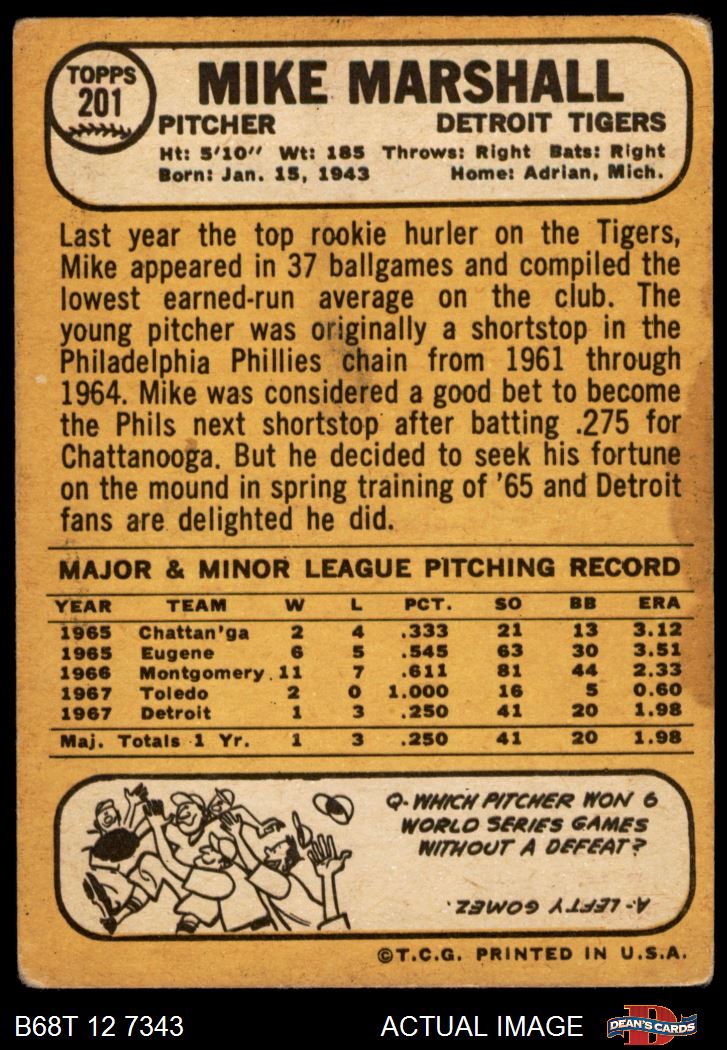 TOPPS
201
MIKE MARSHALL
PITCHER DETROIT TIGERS
Ht: 5'10" Wt: 185 Throws: Right Bats: Right
Born: Jan. 15, 1943 Home: Adrian, Mich.
Last year the top rookie hurler on the Tigers,
Mike appeared in 37 ballgames and compiled the
lowest earned-run average on the club. The
young pitcher was originally a shortstop in the
Philadelphia Phillies chain from 1961 through
1964. Mike was considered a good bet to become
the Phils next shortstop after batting .275 for
Chattanooga. But he decided to seek his fortune
on the mound in spring training of '65 and Detroit
fans are delighted he did.
MAJOR & MINOR LEAGUE PITCHING RECORD
YEAR TEAM W L PCT. SO BB ERA
1965 Chattan'ga 2 4 .333 21 13 3.12
1965 Eugene 6 5 .545 63 30 3.51
1966 Montgomery 11 7 .611 81 44 2.33
1967 Toledo 2 0 1.000 16 5 0.60
1967 Detroit 1 3 .250 41 20 1.98
Maj. Totals 1 Yr. 1 3 .250 41 20 1.98
Q- WHICH PITCHER WON 6
WORLD SERIES GAMES
WITHOUT A DEFEAT?
A- LEFTY GOMEZ.
©T.C.G. PRINTED IN U.S.A.
B68T 12 7343 ACTUAL IMAGE
D
DEAN'S CARDS